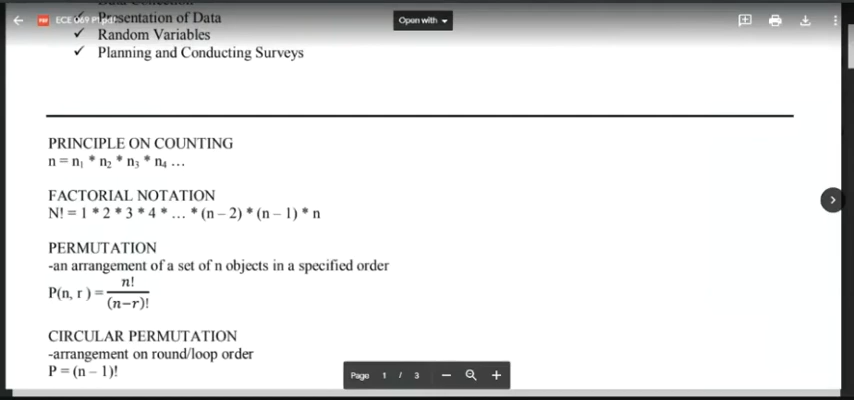 ECE 069 P1.pdf
Open with
✓ Presentation of Data
✓ Random Variables
✓ Planning and Conducting Surveys
PRINCIPLE ON COUNTING
n = n₁ * n₂ * n₃ * n₄ …
FACTORIAL NOTATION
N! = 1 * 2 * 3 * 4 * … * (n – 2) * (n – 1) * n
PERMUTATION
-an arrangement of a set of n objects in a specified order
P(n, r ) = n! / (n−r)!
CIRCULAR PERMUTATION
-arrangement on round/loop order
P = (n – 1)!
Page 1 / 3